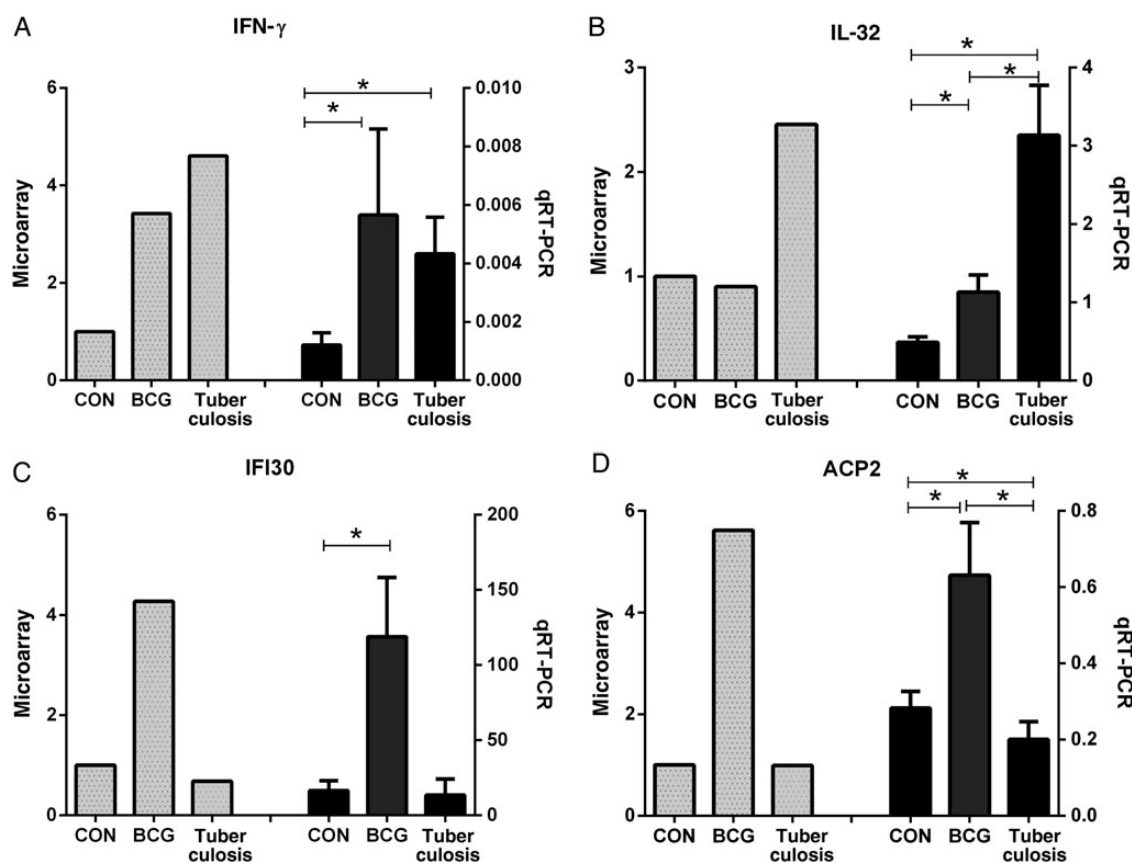 A
IFN-γ
Microarray
6
4
2
0
CON
BCG
Tuber
culosis
*
*
CON
BCG
Tuber
culosis
0.010
0.008
0.006
0.004
0.002
0.000
qRT-PCR
B
IL-32
Microarray
3
2
1
0
CON
BCG
Tuber
culosis
*
*
*
CON
BCG
Tuber
culosis
4
3
2
1
0
qRT-PCR
C
IFI30
Microarray
6
4
2
0
CON
BCG
Tuber
culosis
*
CON
BCG
Tuber
culosis
200
150
100
50
0
qRT-PCR
D
ACP2
Microarray
6
4
2
0
CON
BCG
Tuber
culosis
*
*
*
CON
BCG
Tuber
culosis
0.8
0.6
0.4
0.2
0.0
qRT-PCR